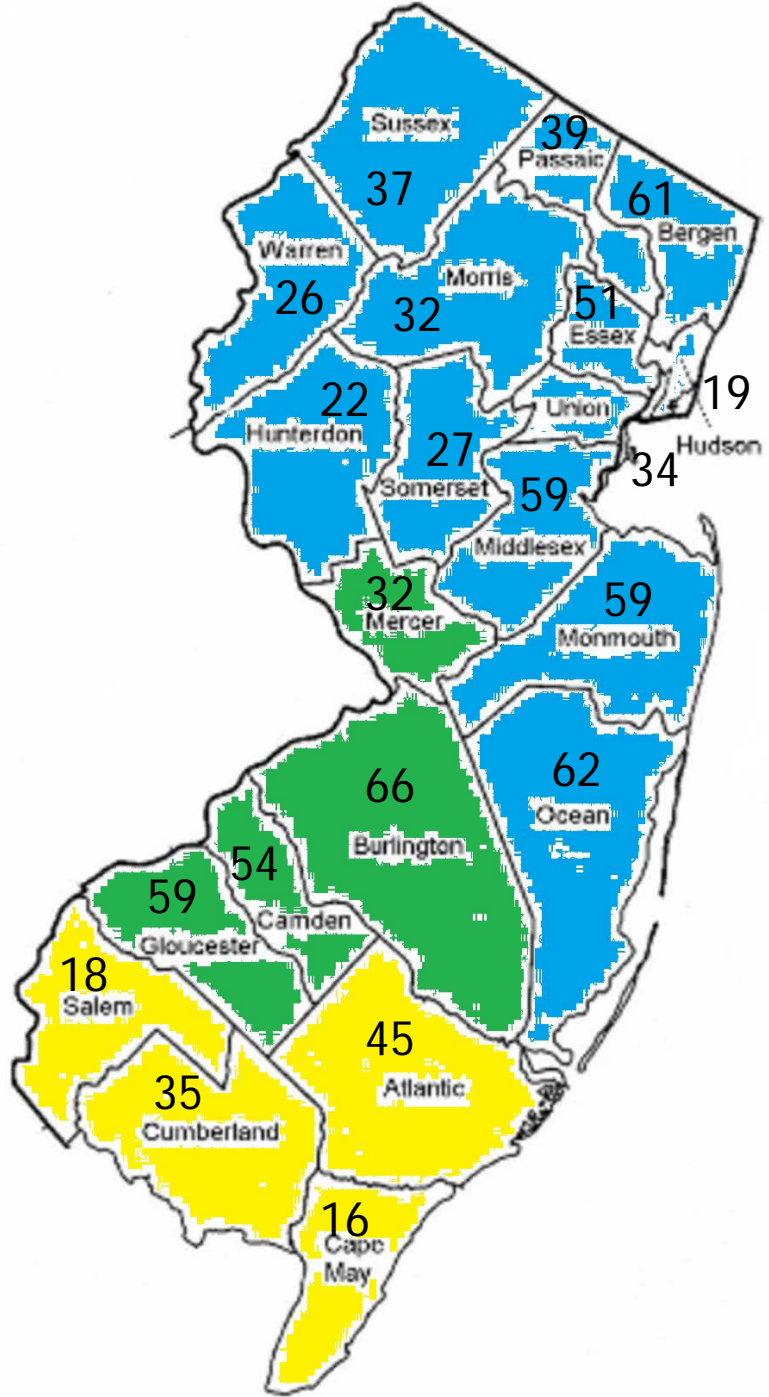 Sussex
37
39
Passaic
61
Bergen
Warren
26
Morris
32
51
Essex
19
Hudson
Union
34
22
Hunterdon
27
Somerset
59
Middlesex
32
Mercer
59
Monmouth
66
Burlington
62
Ocean
54
Camden
59
Gloucester
18
Salem
45
Atlantic
35
Cumberland
16
Cape
May